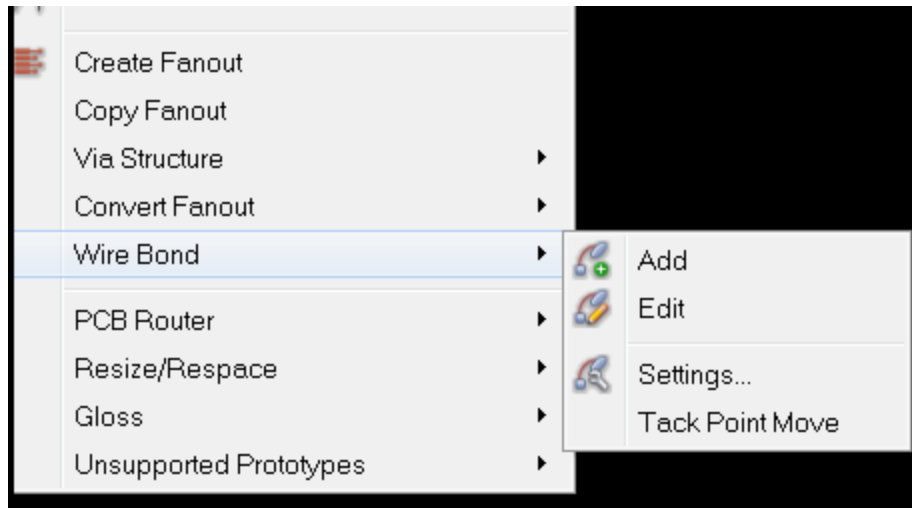 Create Fanout
Copy Fanout
Via Structure
Convert Fanout
Wire Bond
PCB Router
Resize/Respace
Gloss
Unsupported Prototypes
Add
Edit
Settings...
Tack Point Move